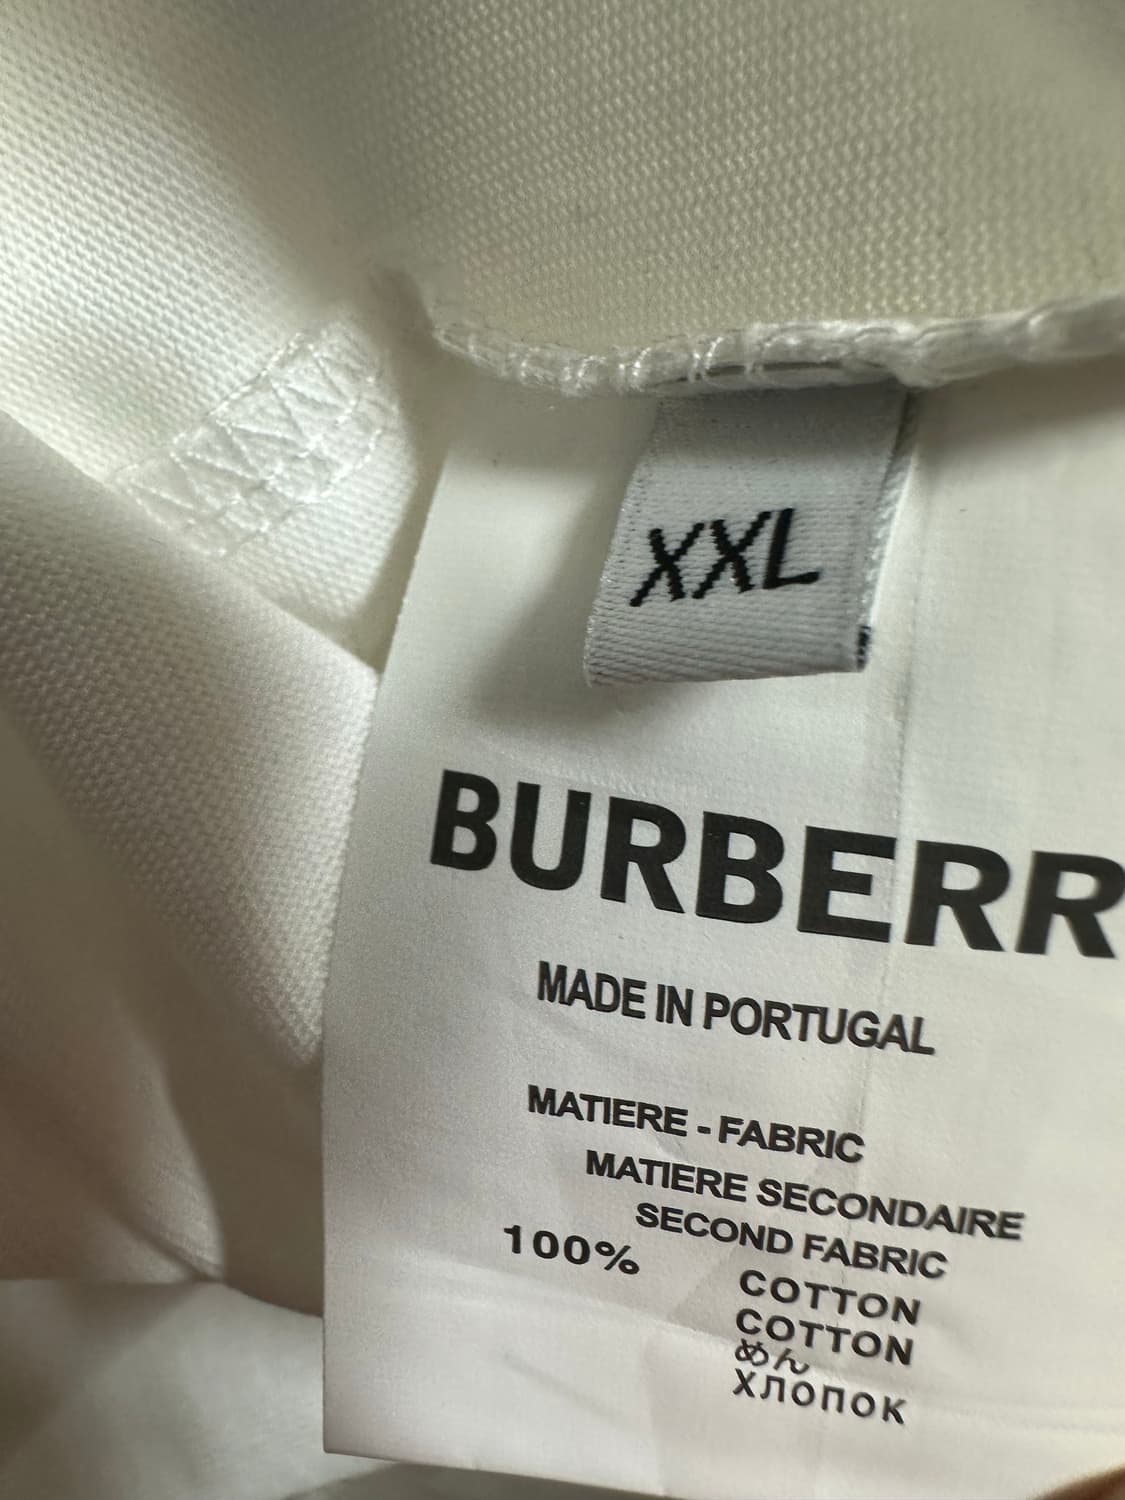 XXL
BURBERR
MADE IN PORTUGAL
MATIERE - FABRIC
MATIERE SECONDAIRE
SECOND FABRIC
100%
COTTON
COTTON
めん
ХЛОПОК